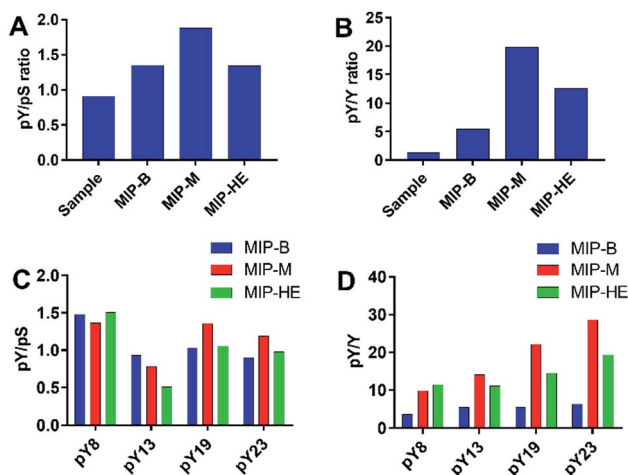 A
pY/pS ratio
2.0
1.5
1.0
0.5
0.0
Sample
MIP-B
MIP-M
MIP-HE
B
pY/Y ratio
25
20
15
10
5
0
Sample
MIP-B
MIP-M
MIP-HE
C
MIP-B
MIP-M
MIP-HE
pY/pS
2.0
1.5
1.0
0.5
0.0
pY8
pY13
pY19
pY23
D
MIP-B
MIP-M
MIP-HE
pY/Y
40
30
20
10
0
pY8
pY13
pY19
pY23